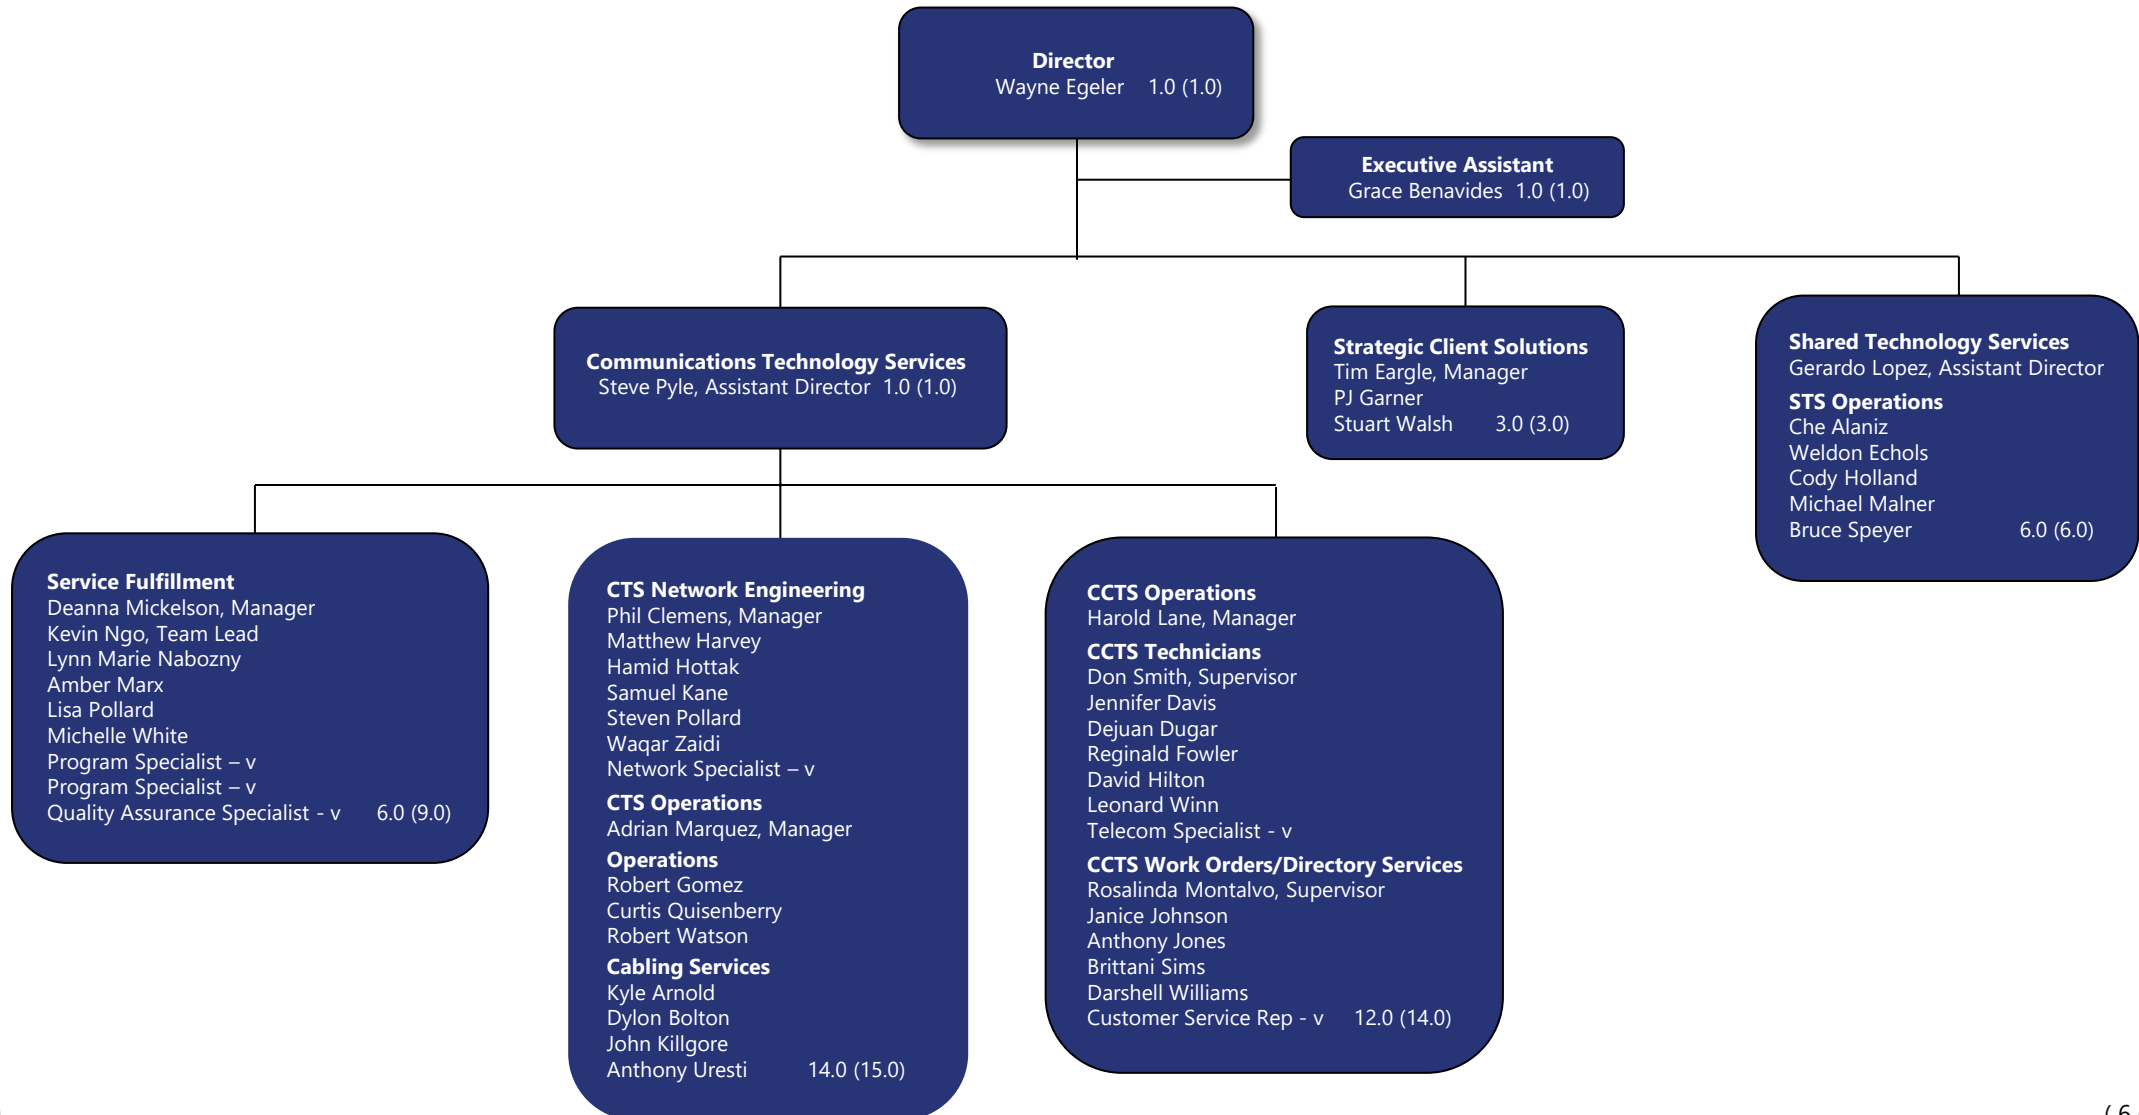 Director
Wayne Egeler 1.0 (1.0)
Executive Assistant
Grace Benavides 1.0 (1.0)
Communications Technology Services
Steve Pyle, Assistant Director 1.0 (1.0)
Strategic Client Solutions
Tim Eargle, Manager
PJ Garner
Stuart Walsh 3.0 (3.0)
Shared Technology Services
Gerardo Lopez, Assistant Director
STS Operations
Che Alaniz
Weldon Echols
Cody Holland
Michael Malner
Bruce Speyer 6.0 (6.0)
Service Fulfillment
Deanna Mickelson, Manager
Kevin Ngo, Team Lead
Lynn Marie Nabozny
Amber Marx
Lisa Pollard
Michelle White
Program Specialist – v
Program Specialist – v
Quality Assurance Specialist - v 6.0 (9.0)
CTS Network Engineering
Phil Clemens, Manager
Matthew Harvey
Hamid Hottak
Samuel Kane
Steven Pollard
Waqar Zaidi
Network Specialist – v
CTS Operations
Adrian Marquez, Manager
Operations
Robert Gomez
Curtis Quisenberry
Robert Watson
Cabling Services
Kyle Arnold
Dylon Bolton
John Killgore
Anthony Uresti 14.0 (15.0)
CCTS Operations
Harold Lane, Manager
CCTS Technicians
Don Smith, Supervisor
Jennifer Davis
Dejuan Dugar
Reginald Fowler
David Hilton
Leonard Winn
Telecom Specialist - v
CCTS Work Orders/Directory Services
Rosalinda Montalvo, Supervisor
Janice Johnson
Anthony Jones
Brittani Sims
Darshell Williams
Customer Service Rep - v 12.0 (14.0)